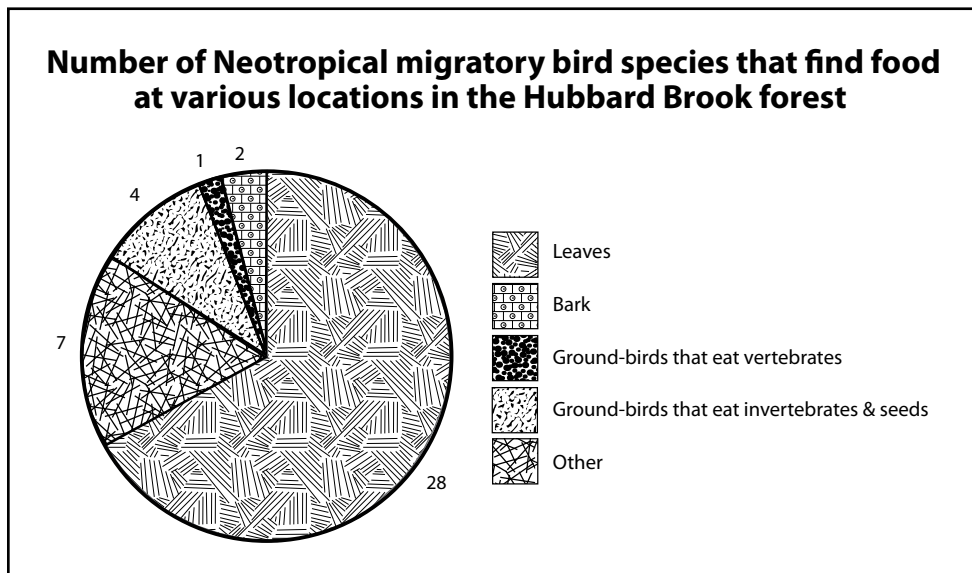 Number of Neotropical migratory bird species that find food
at various locations in the Hubbard Brook forest
1
2
4
7
28
Leaves
Bark
Ground-birds that eat vertebrates
Ground-birds that eat invertebrates & seeds
Other